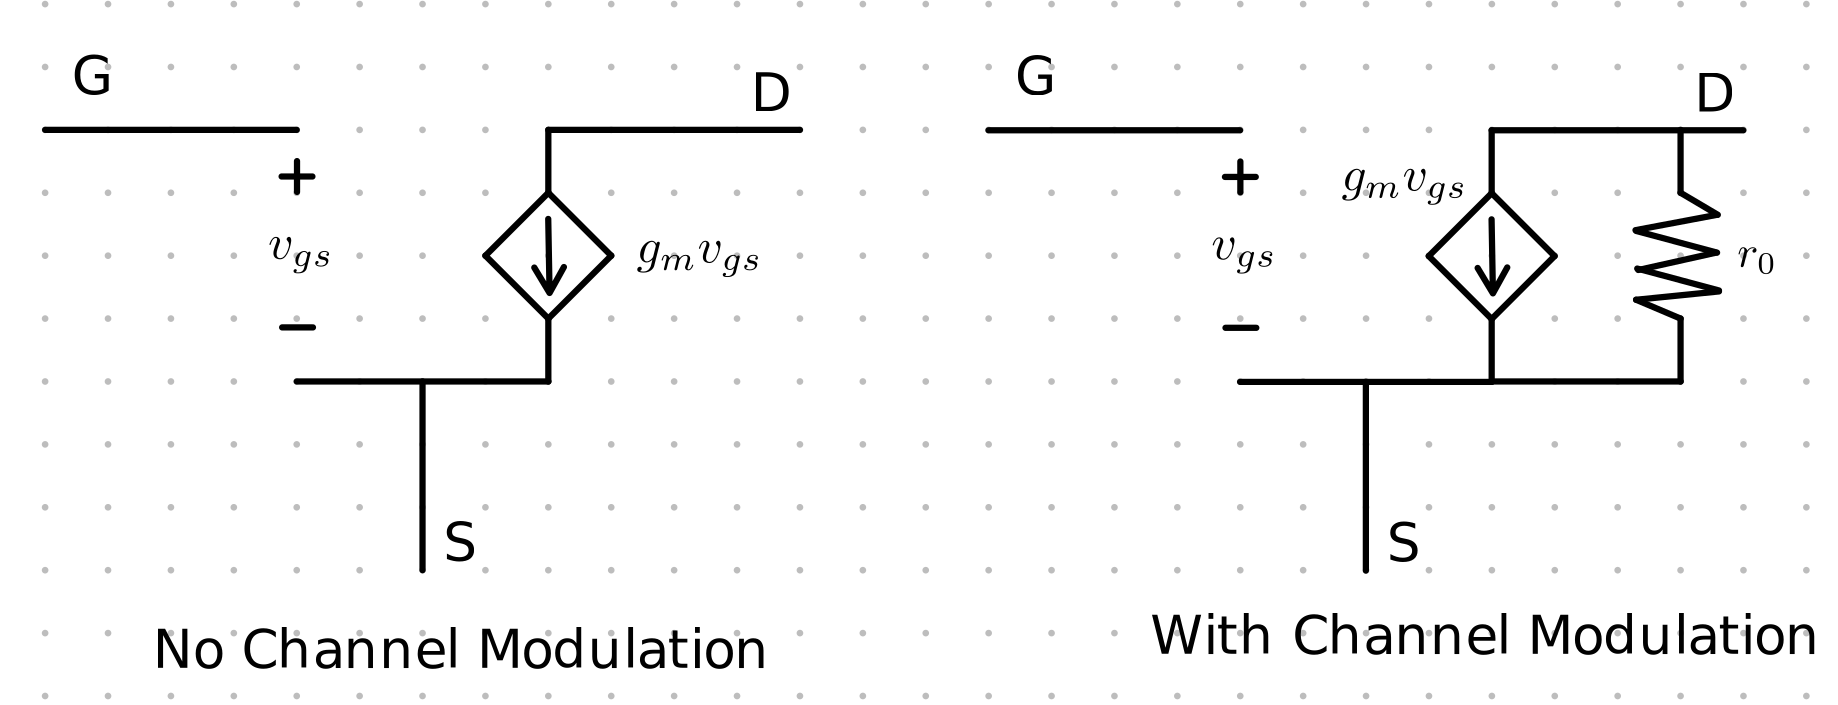 G
D
+
v_{gs}
−
g_m v_{gs}
S
No Channel Modulation
G
D
+
v_{gs}
−
g_m v_{gs}
r_0
S
With Channel Modulation